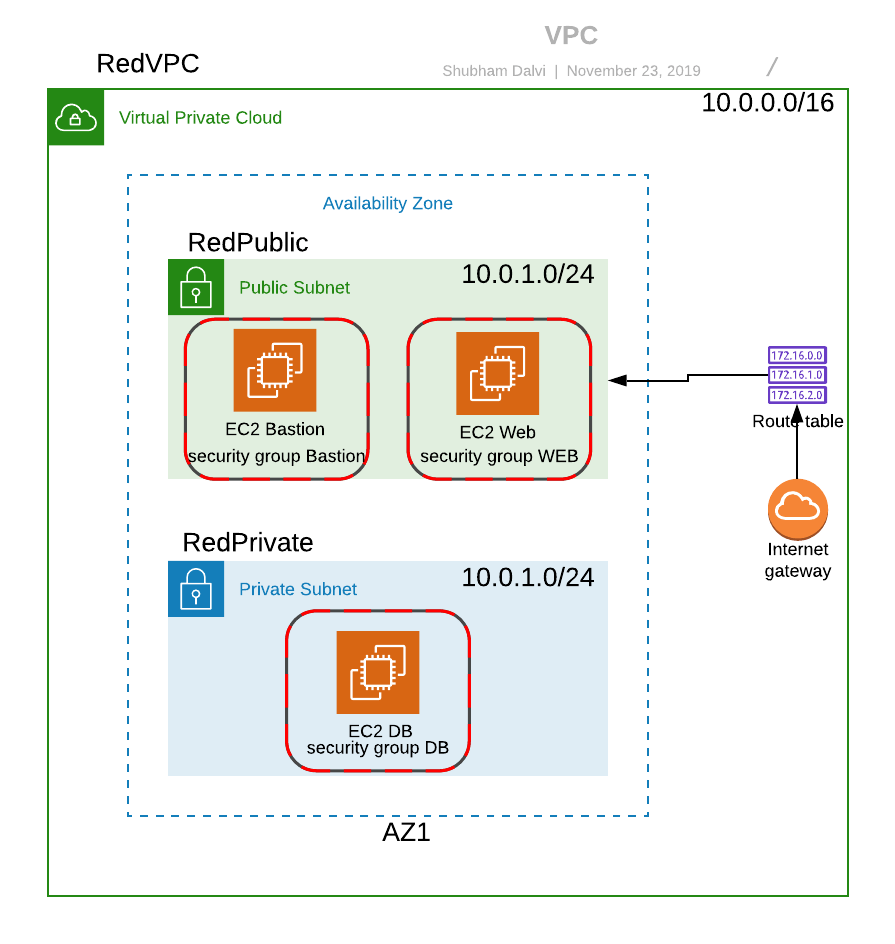 VPC
RedVPC
Shubham Dalvi | November 23, 2019
/
10.0.0.0/16
Virtual Private Cloud
Availability Zone
RedPublic
10.0.1.0/24
Public Subnet
EC2 Bastion
security group Bastion
EC2 Web
security group WEB
172.16.0.0
172.16.1.0
172.16.2.0
Route table
Internet
gateway
RedPrivate
10.0.1.0/24
Private Subnet
EC2 DB
security group DB
AZ1